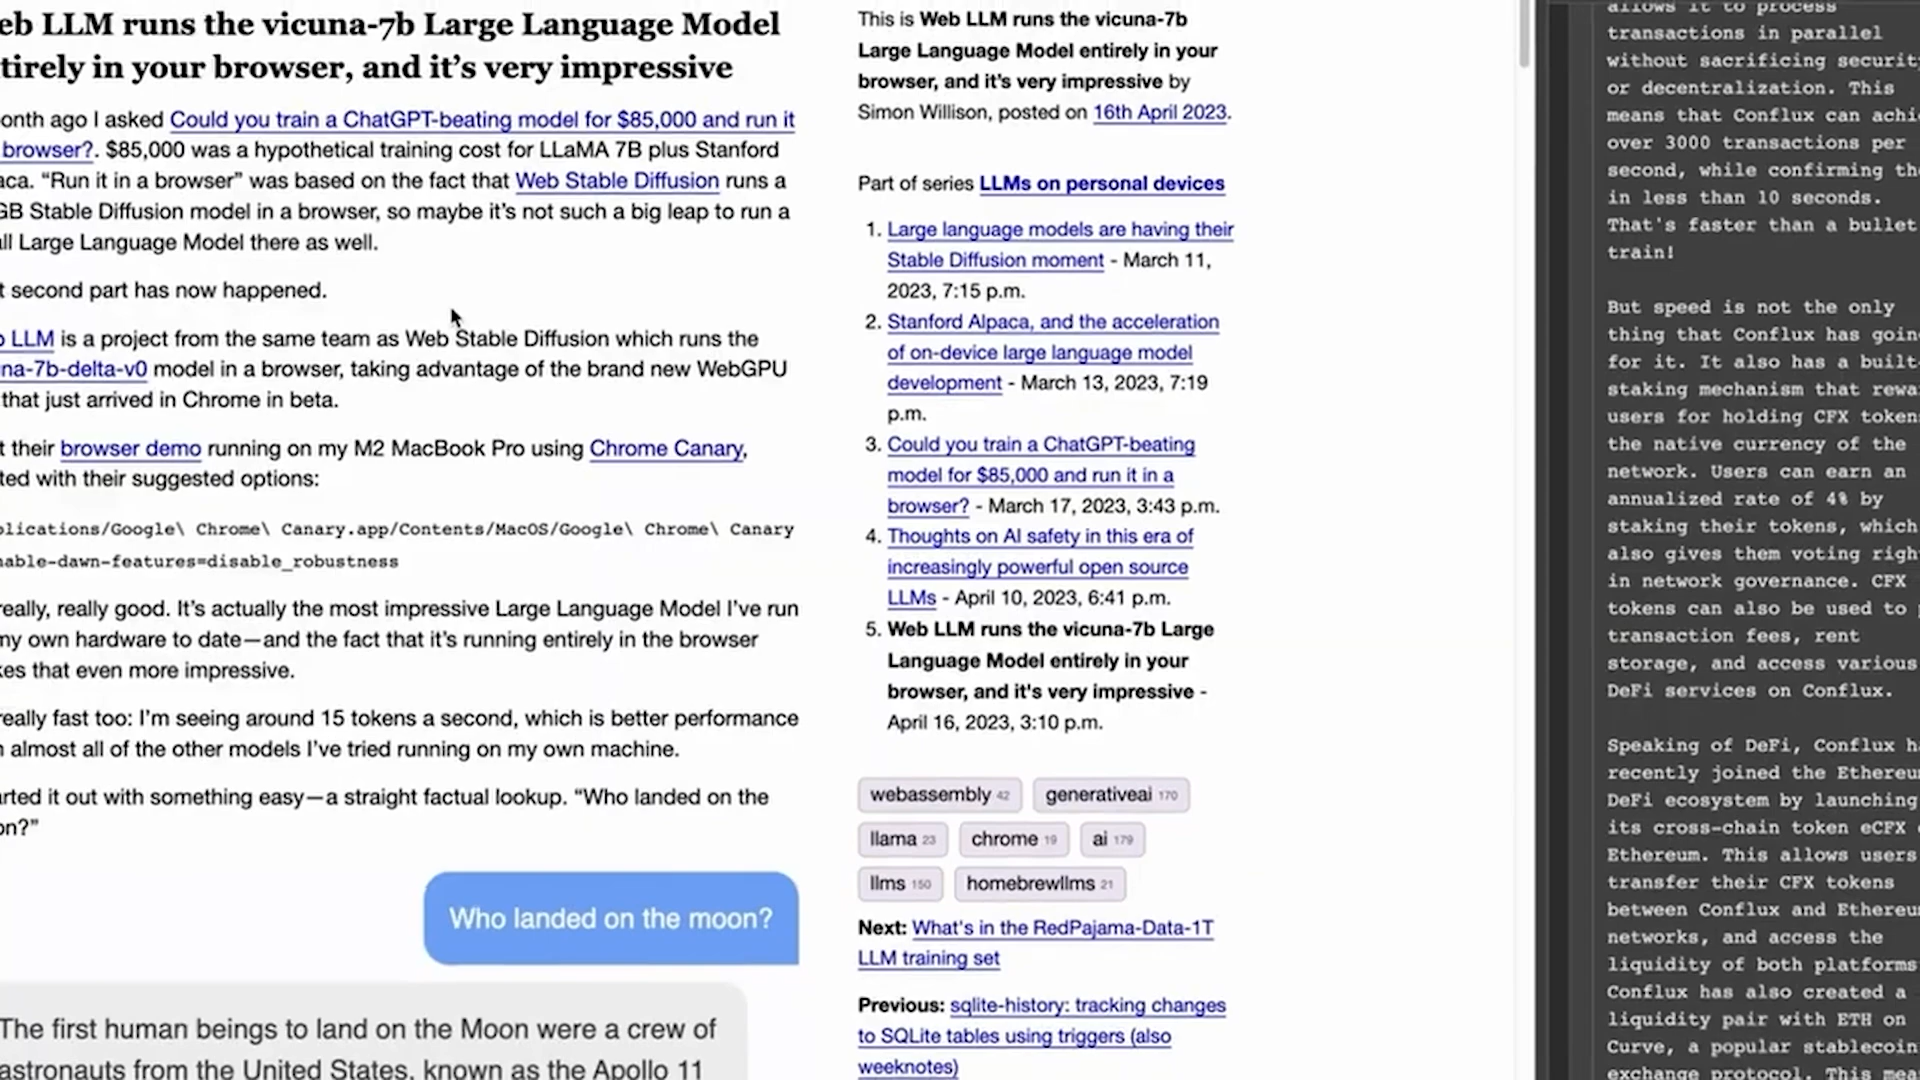 eb LLM runs the vicuna-7b Large Language Model
tirely in your browser, and it's very impressive
onth ago I asked Could you train a ChatGPT-beating model for $85,000 and run it
browser?. $85,000 was a hypothetical training cost for LLaMA 7B plus Stanford
aca. “Run it in a browser” was based on the fact that Web Stable Diffusion runs a
GB Stable Diffusion model in a browser, so maybe it’s not such a big leap to run a
all Large Language Model there as well.
t second part has now happened.
b LLM is a project from the same team as Web Stable Diffusion which runs the
na-7b-delta-v0 model in a browser, taking advantage of the brand new WebGPU
that just arrived in Chrome in beta.
t their browser demo running on my M2 MacBook Pro using Chrome Canary,
ted with their suggested options:
plications/Google\ Chrome\ Canary.app/Contents/MacOS/Google\ Chrome\ Canary
nable-dawn-features=disable_robustness
really, really good. It’s actually the most impressive Large Language Model I’ve run
my own hardware to date—and the fact that it’s running entirely in the browser
kes that even more impressive.
really fast too: I’m seeing around 15 tokens a second, which is better performance
n almost all of the other models I’ve tried running on my own machine.
arted it out with something easy—a straight factual lookup. “Who landed on the
on?”
Who landed on the moon?
The first human beings to land on the Moon were a crew of
astronauts from the United States, known as the Apollo 11
This is Web LLM runs the vicuna-7b
Large Language Model entirely in your
browser, and it’s very impressive by
Simon Willison, posted on 16th April 2023.
Part of series LLMs on personal devices
1. Large language models are having their
Stable Diffusion moment - March 11,
2023, 7:15 p.m.
2. Stanford Alpaca, and the acceleration
of on-device large language model
development - March 13, 2023, 7:19
p.m.
3. Could you train a ChatGPT-beating
model for $85,000 and run it in a
browser? - March 17, 2023, 3:43 p.m.
4. Thoughts on AI safety in this era of
increasingly powerful open source
LLMs - April 10, 2023, 6:41 p.m.
5. Web LLM runs the vicuna-7b Large
Language Model entirely in your
browser, and it's very impressive -
April 16, 2023, 3:10 p.m.
webassembly 42 generativeai 170
llama 23 chrome 19 ai 179
llms 150 homebrewllms 21
Next: What's in the RedPajama-Data-1T
LLM training set
Previous: sqlite-history: tracking changes
to SQLite tables using triggers (also
weeknotes)
allows it to process
transactions in parallel
without sacrificing security
or decentralization. This
means that Conflux can achi
over 3000 transactions per
second, while confirming th
in less than 10 seconds.
That's faster than a bullet
train!
But speed is not the only
thing that Conflux has going
for it. It also has a built
staking mechanism that rewa
users for holding CFX tokens
the native currency of the
network. Users can earn an
annualized rate of 4% by
staking their tokens, which
also gives them voting right
in network governance. CFX
tokens can also be used to p
transaction fees, rent
storage, and access various
DeFi services on Conflux.
Speaking of DeFi, Conflux ha
recently joined the Ethereum
DeFi ecosystem by launching
its cross-chain token eCFX
Ethereum. This allows users
transfer their CFX tokens
between Conflux and Ethereum
networks, and access the
liquidity of both platforms
Conflux has also created a
liquidity pair with ETH on
Curve, a popular stablecoin
exchange protocol. This mea